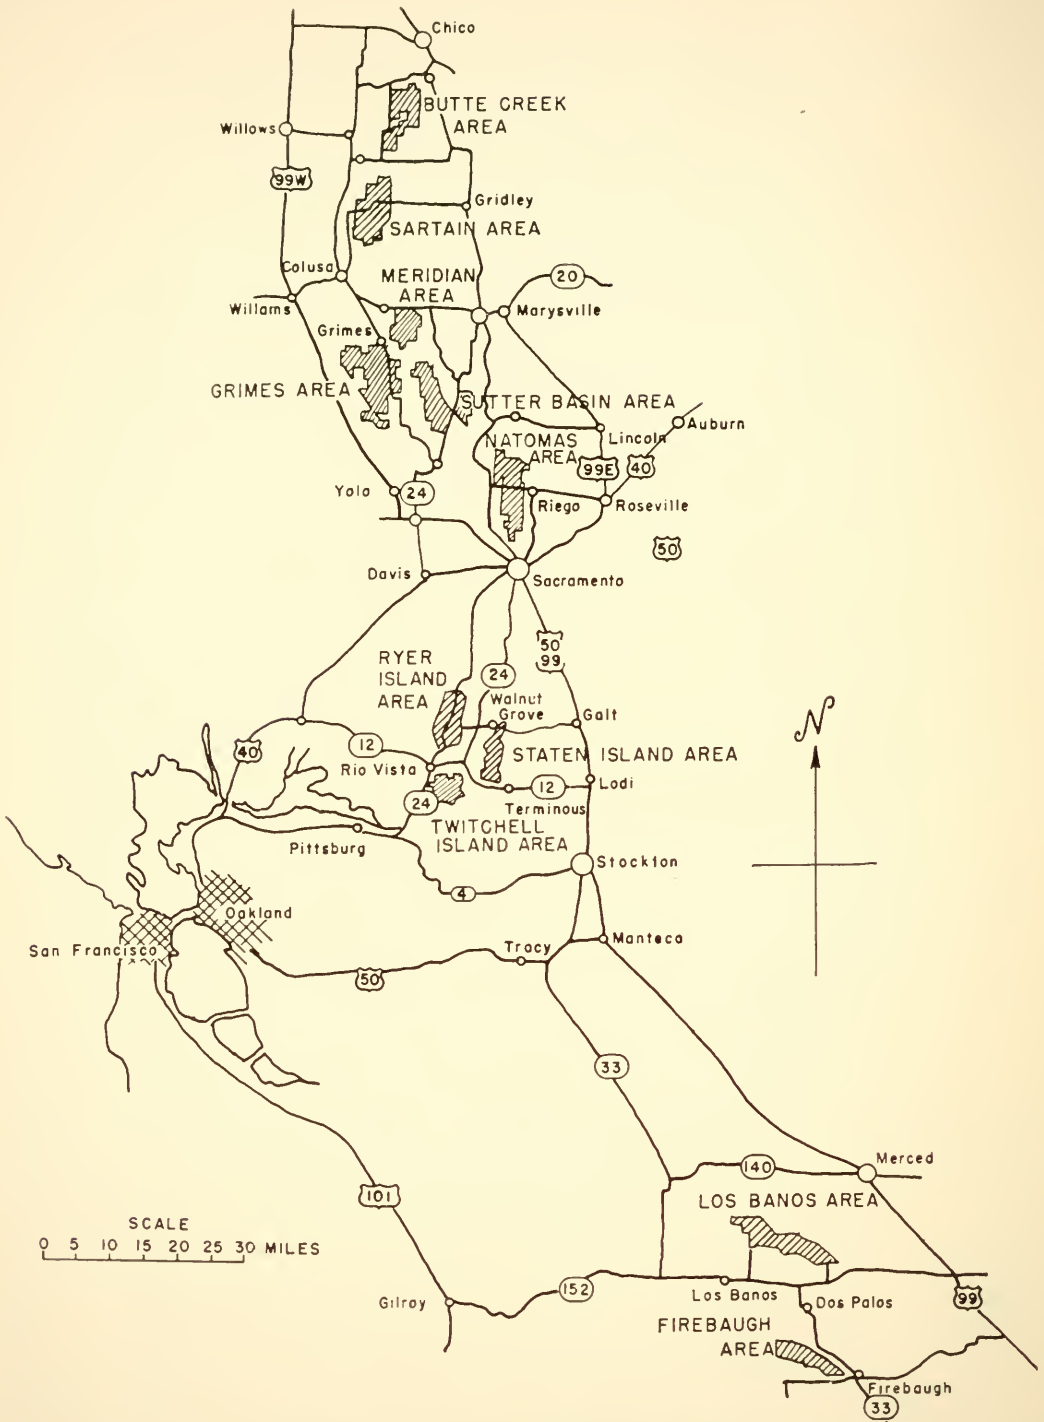 Chico
BUTTE CREEK
AREA
Willows
99W
Gridley
SARTAIN AREA
Colusa
MERIDIAN
AREA
20
Willams
Marysville
Grimes
GRIMES AREA
SUTTER BASIN AREA
Auburn
NATOMAS
AREA
Lincoln
99E
40
Yolo
24
Riego
Roseville
50
Davis
Sacramento
50
99
RYER
ISLAND
AREA
24
Walnut
Grove
Galt
40
12
Rio Vista
STATEN ISLAND AREA
24
12
Lodi
Terminous
TWITCHELL
ISLAND AREA
Pittsburg
Stockton
4
Oakland
San Francisco
Tracy
Manteca
50
N
33
Merced
140
LOS BANOS AREA
101
SCALE
0 5 10 15 20 25 30 MILES
152
Los Banos
Gilroy
Dos Palos
99
FIREBAUGH
AREA
Firebaugh
33